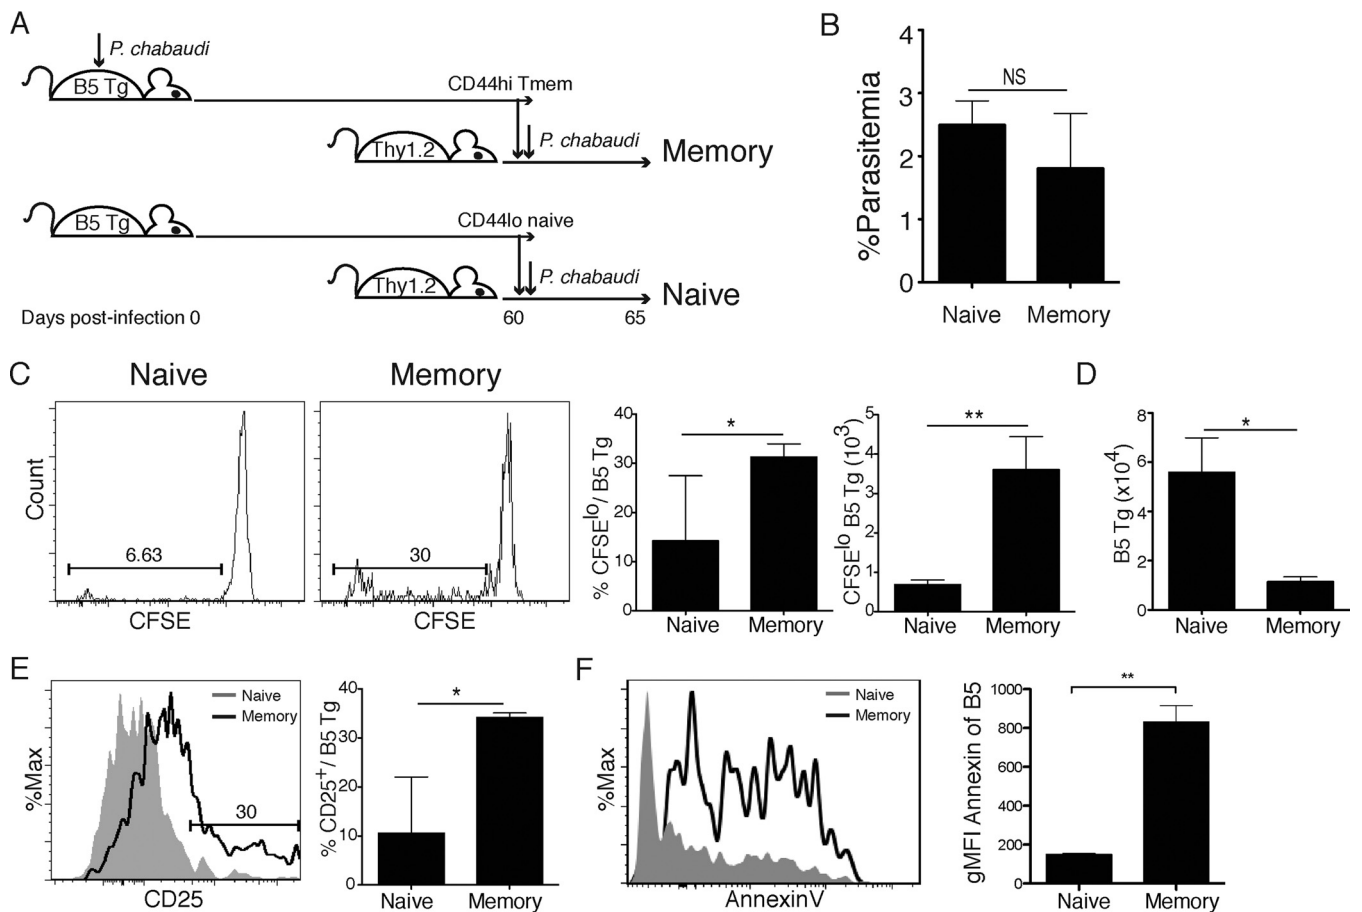 A
P. chabaudi
B5 Tg
CD44hi Tmem
Thy1.2
P. chabaudi
Memory
B5 Tg
CD44lo naive
Thy1.2
P. chabaudi
Naive
Days post-infection 0
60
65
B
%Parasitemia
4
3
2
1
0
NS
Naive
Memory
C
Naive
Memory
Count
6.63
30
CFSE
CFSE
% CFSElo/ B5 Tg
40
30
20
10
0
*
Naive
Memory
CFSElo B5 Tg (103)
5
4
3
2
1
0
**
Naive
Memory
D
B5 Tg (x104)
8
6
4
2
0
*
Naive
Memory
E
%Max
Naive
Memory
30
CD25
% CD25+/ B5 Tg
40
30
20
10
0
*
Naive
Memory
F
%Max
Naive
Memory
AnnexinV
gMFI Annexin of B5
1000
800
600
400
200
0
**
Naive
Memory